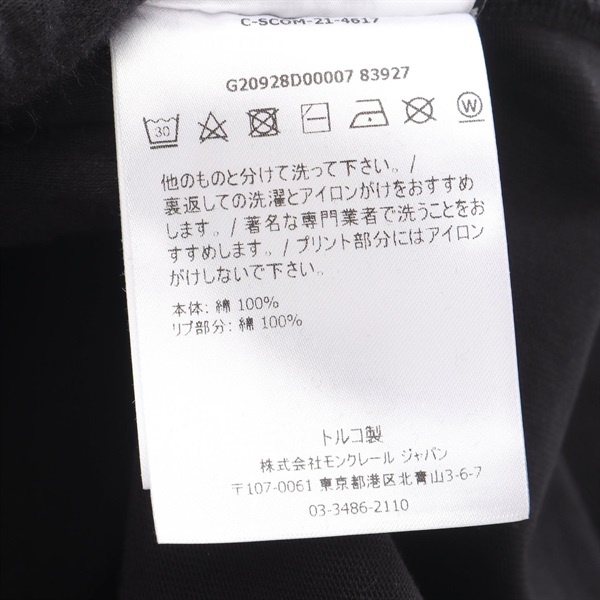 C-SCOM-21-4617
G20928D00007 83927
30
W
他のものと分けて洗って下さい。/
裏返しての洗濯とアイロンがけをおすすめ
します。/ 著名な専門業者で洗うことをお
すすめします。/ プリント部分にはアイロン
がけしないで下さい。
本体: 綿 100%
リブ部分: 綿 100%
トルコ製
株式会社モンクレール ジャパン
〒107-0061 東京都港区北青山3-6-7
03-3486-2110